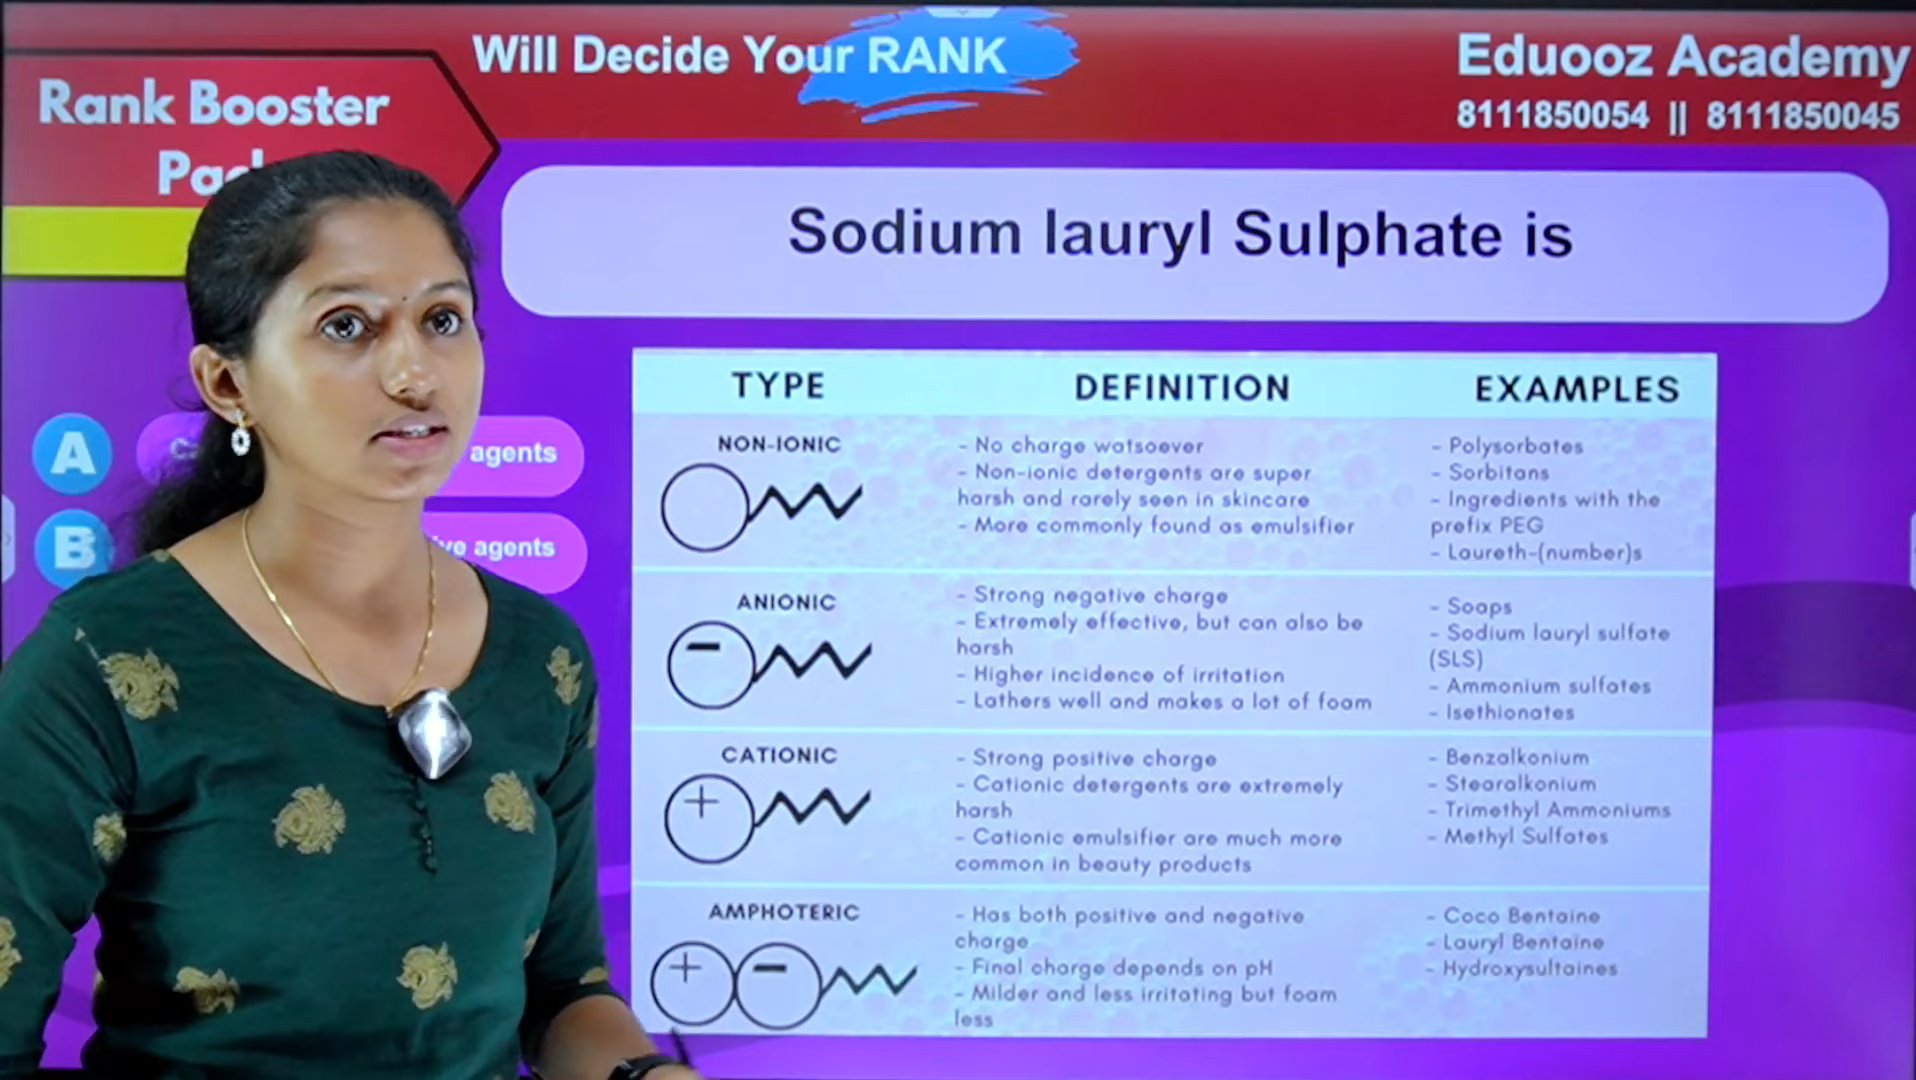 Will Decide Your RANK
Eduooz Academy
8111850054 || 8111850045
Rank Booster
Sodium lauryl Sulphate is
A
agents
B
agents
TYPE DEFINITION EXAMPLES
NON-IONIC
- No charge watsoever
- Non-ionic detergents are super
harsh and rarely seen in skincare
- More commonly found as emulsifier
- Polysorbates
- Sorbitans
- Ingredients with the
prefix PEG
- Laureth-(number)s
ANIONIC
- Strong negative charge
- Extremely effective, but can also be
harsh
- Higher incidence of irritation
- Lathers well and makes a lot of foam
- Soaps
- Sodium lauryl sulfate
(SLS)
- Ammonium sulfates
- Isethionates
CATIONIC
- Strong positive charge
- Cationic detergents are extremely
harsh
- Cationic emulsifier are much more
common in beauty products
- Benzalkonium
- Stearalkonium
- Trimethyl Ammoniums
- Methyl Sulfates
AMPHOTERIC
- Has both positive and negative
charge
- Final charge depends on pH
- Milder and less irritating but foam
less
- Coco Bentaine
- Lauryl Bentaine
- Hydroxysultaines